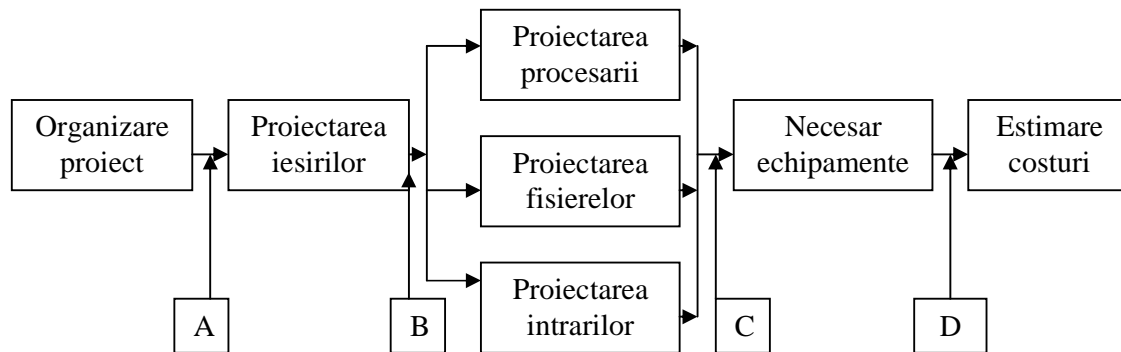 Organizare
proiect
Proiectarea
iesirilor
Proiectarea
procesarii
Proiectarea
fisierelor
Proiectarea
intrarilor
Necesar
echipamente
Estimare
costuri
A
B
C
D